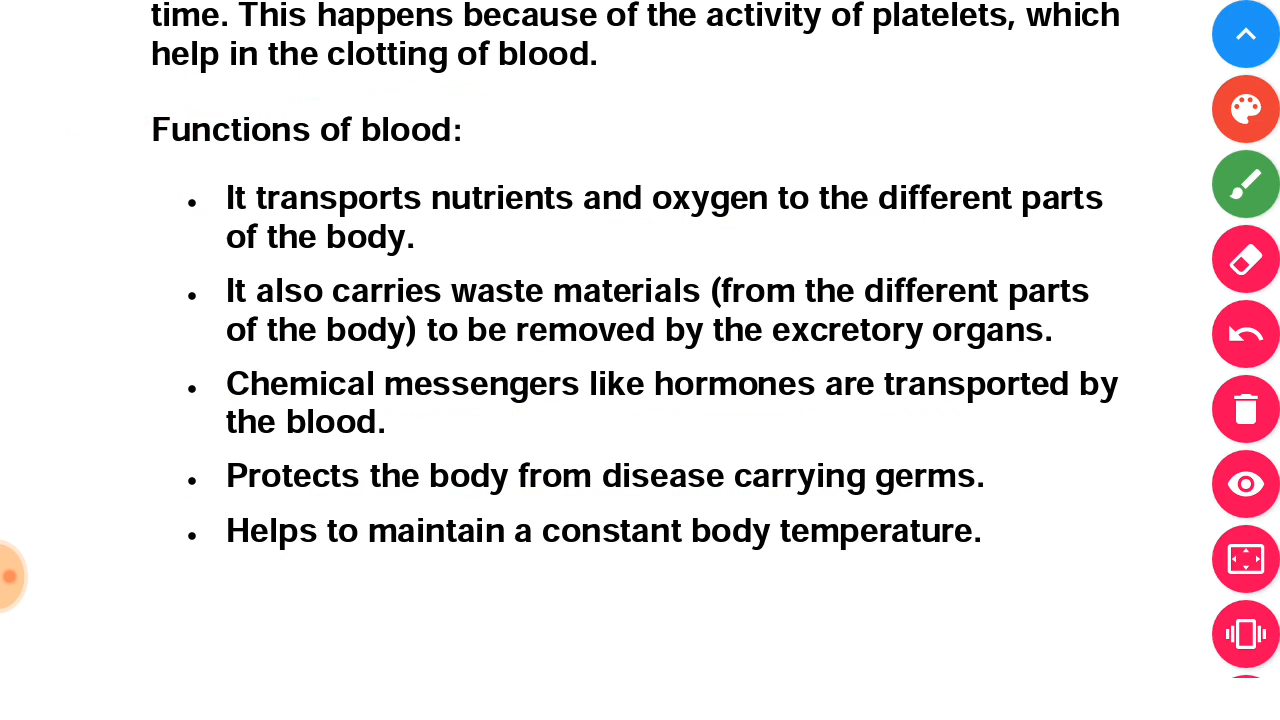 time. This happens because of the activity of platelets, which
help in the clotting of blood.
Functions of blood:
• It transports nutrients and oxygen to the different parts
of the body.
• It also carries waste materials (from the different parts
of the body) to be removed by the excretory organs.
• Chemical messengers like hormones are transported by
the blood.
• Protects the body from disease carrying germs.
• Helps to maintain a constant body temperature.